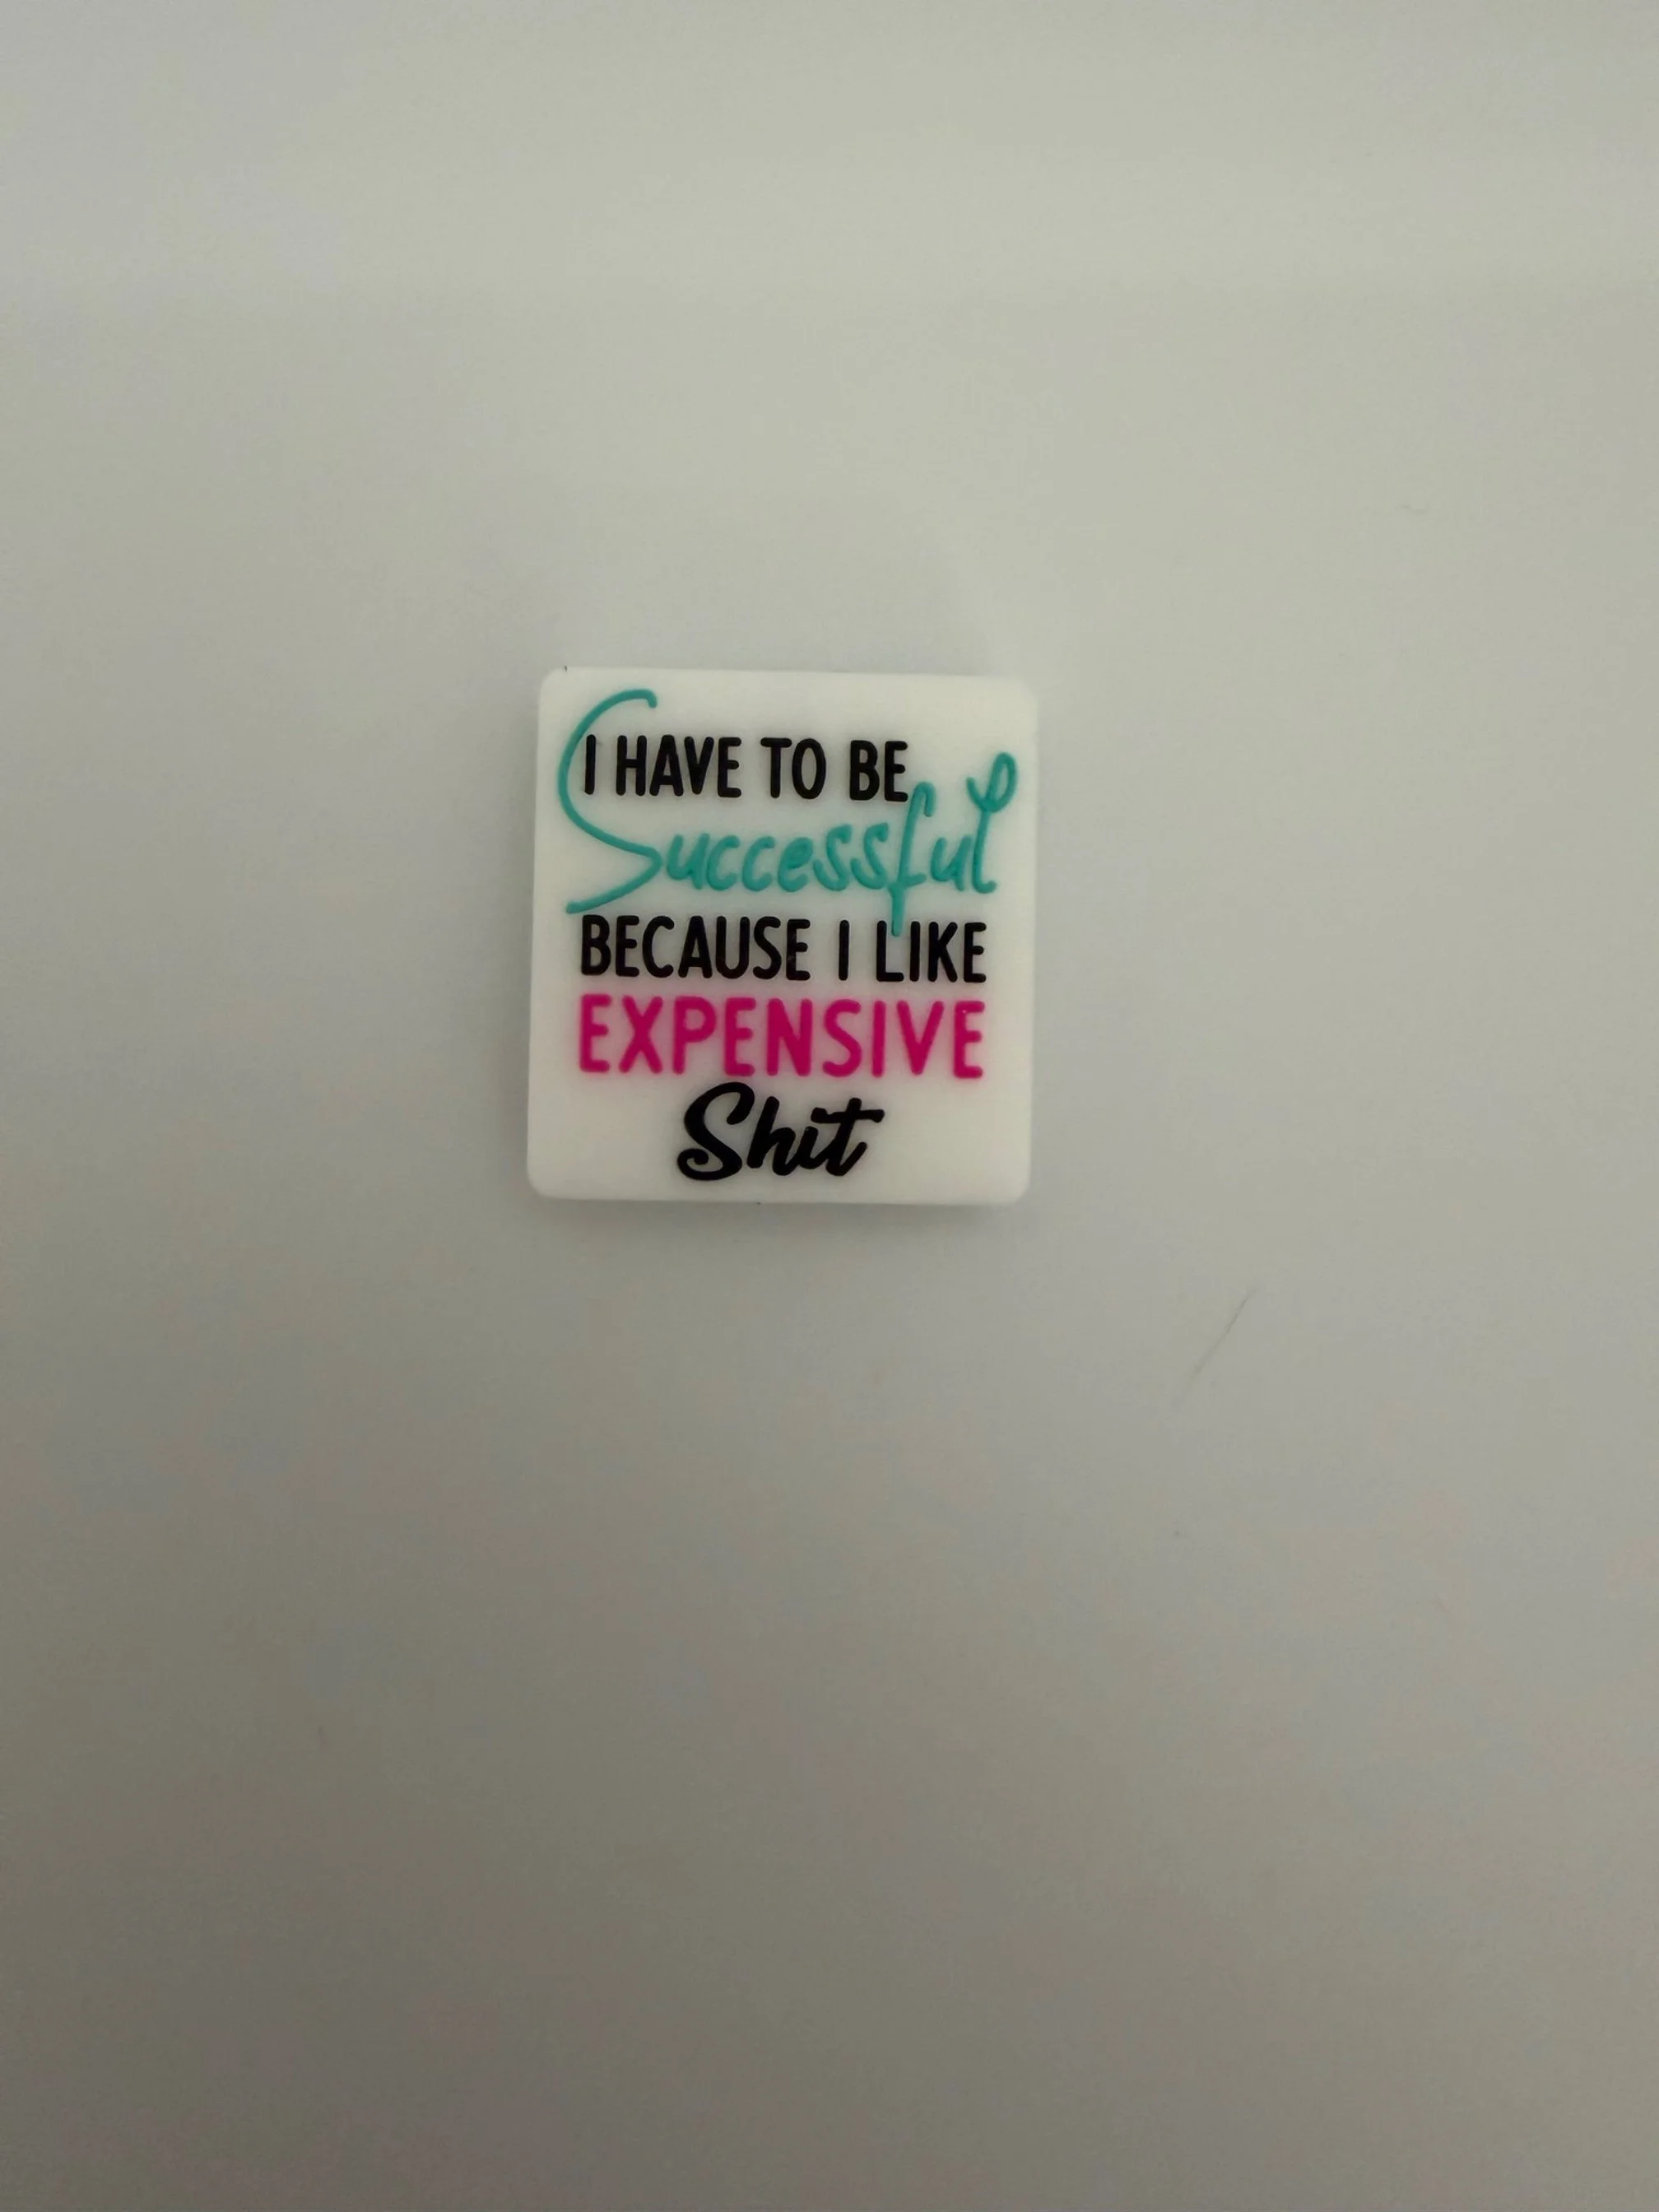 I HAVE TO BE
Successful
BECAUSE I LIKE
EXPENSIVE
Shit